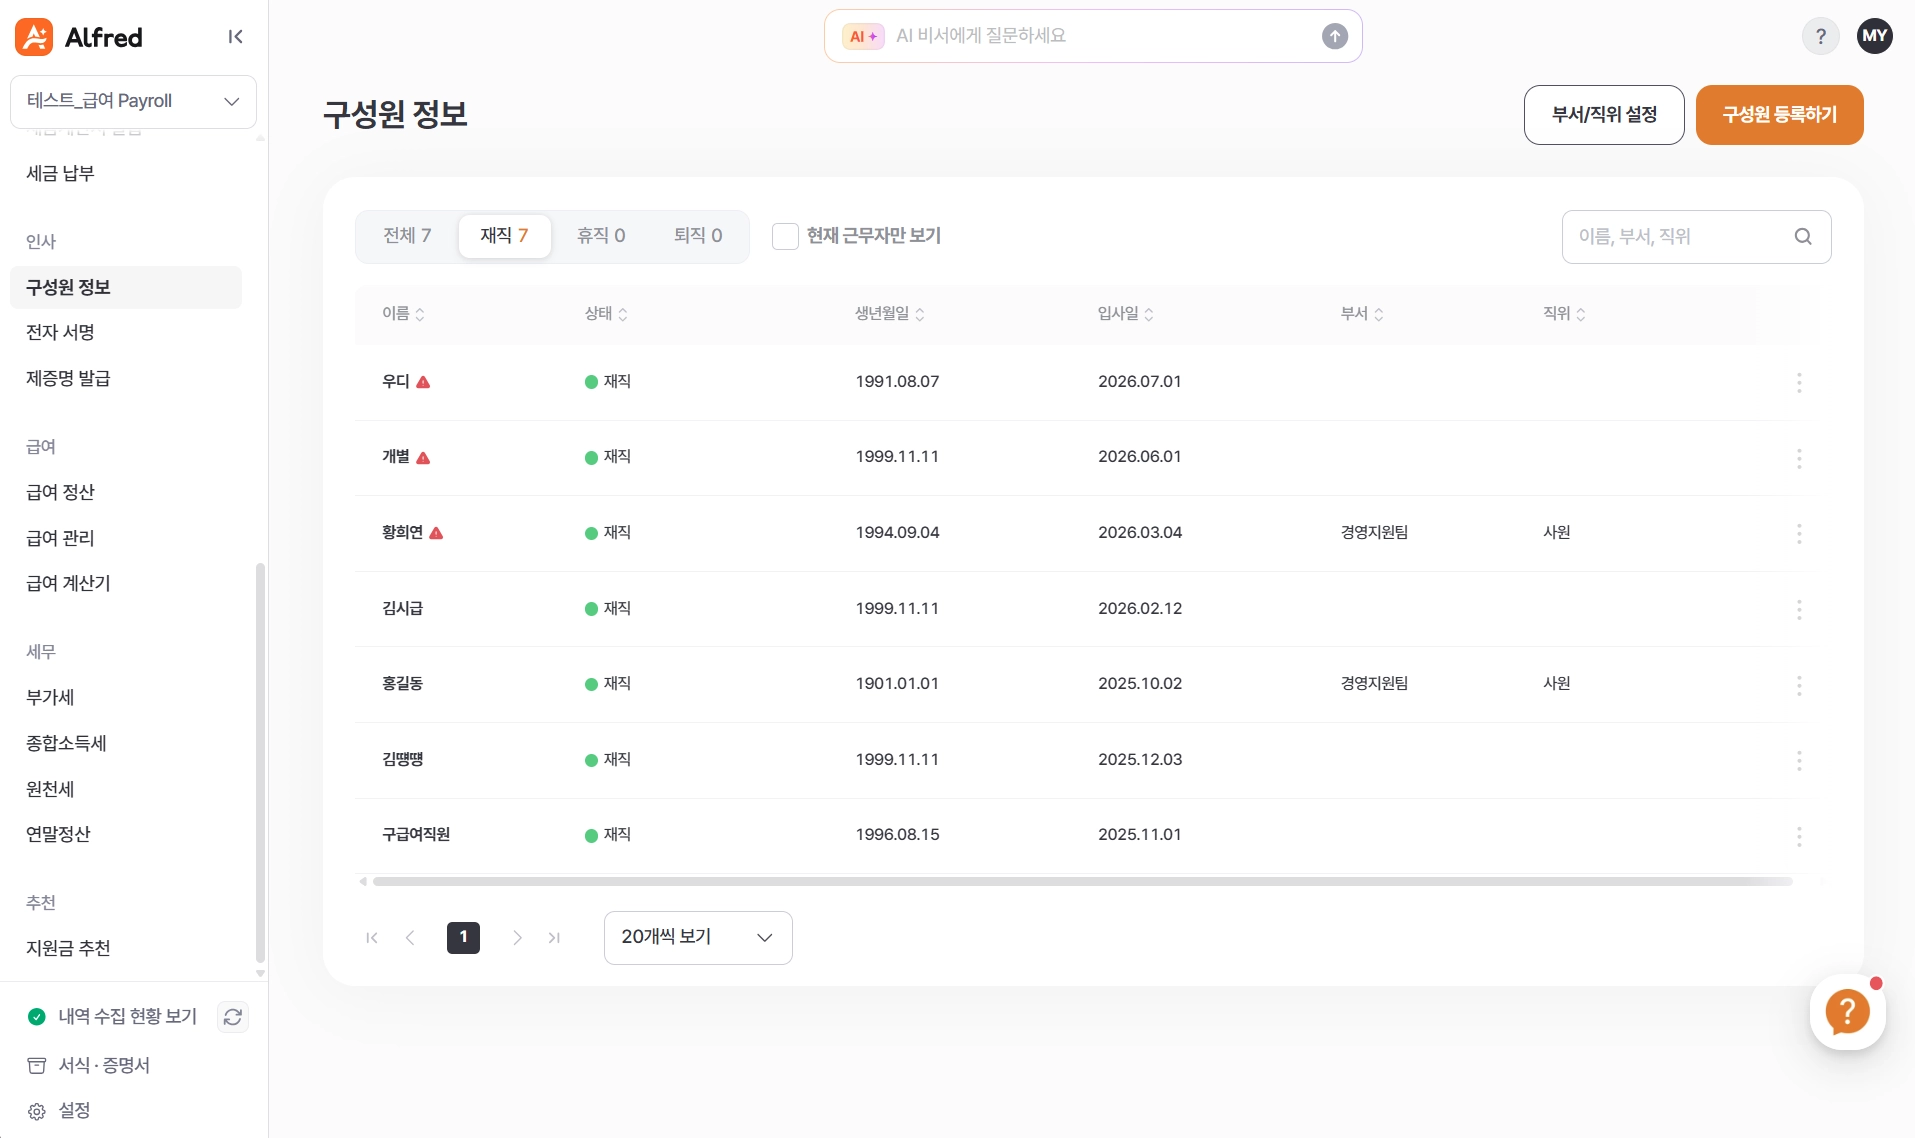 Alfred
AI
AI 비서에게 질문하세요
?
MY
테스트_급여 Payroll
세금 납부
인사
구성원 정보
전자 서명
제증명 발급
급여
급여 정산
급여 관리
급여 계산기
세무
부가세
종합소득세
원천세
연말정산
추천
지원금 추천
내역 수집 현황 보기
서식 · 증명서
설정
구성원 정보
부서/직위 설정
구성원 등록하기
전체 7 재직 7 휴직 0 퇴직 0 현재 근무자만 보기
이름, 부서, 직위
이름 상태 생년월일 입사일 부서 직위
우디 재직 1991.08.07 2026.07.01
개별 재직 1999.11.11 2026.06.01
황희연 재직 1994.09.04 2026.03.04 경영지원팀 사원
김시급 재직 1999.11.11 2026.02.12
홍길동 재직 1901.01.01 2025.10.02 경영지원팀 사원
김떙떙 재직 1999.11.11 2025.12.03
구급여직원 재직 1996.08.15 2025.11.01
1
20개씩 보기
?